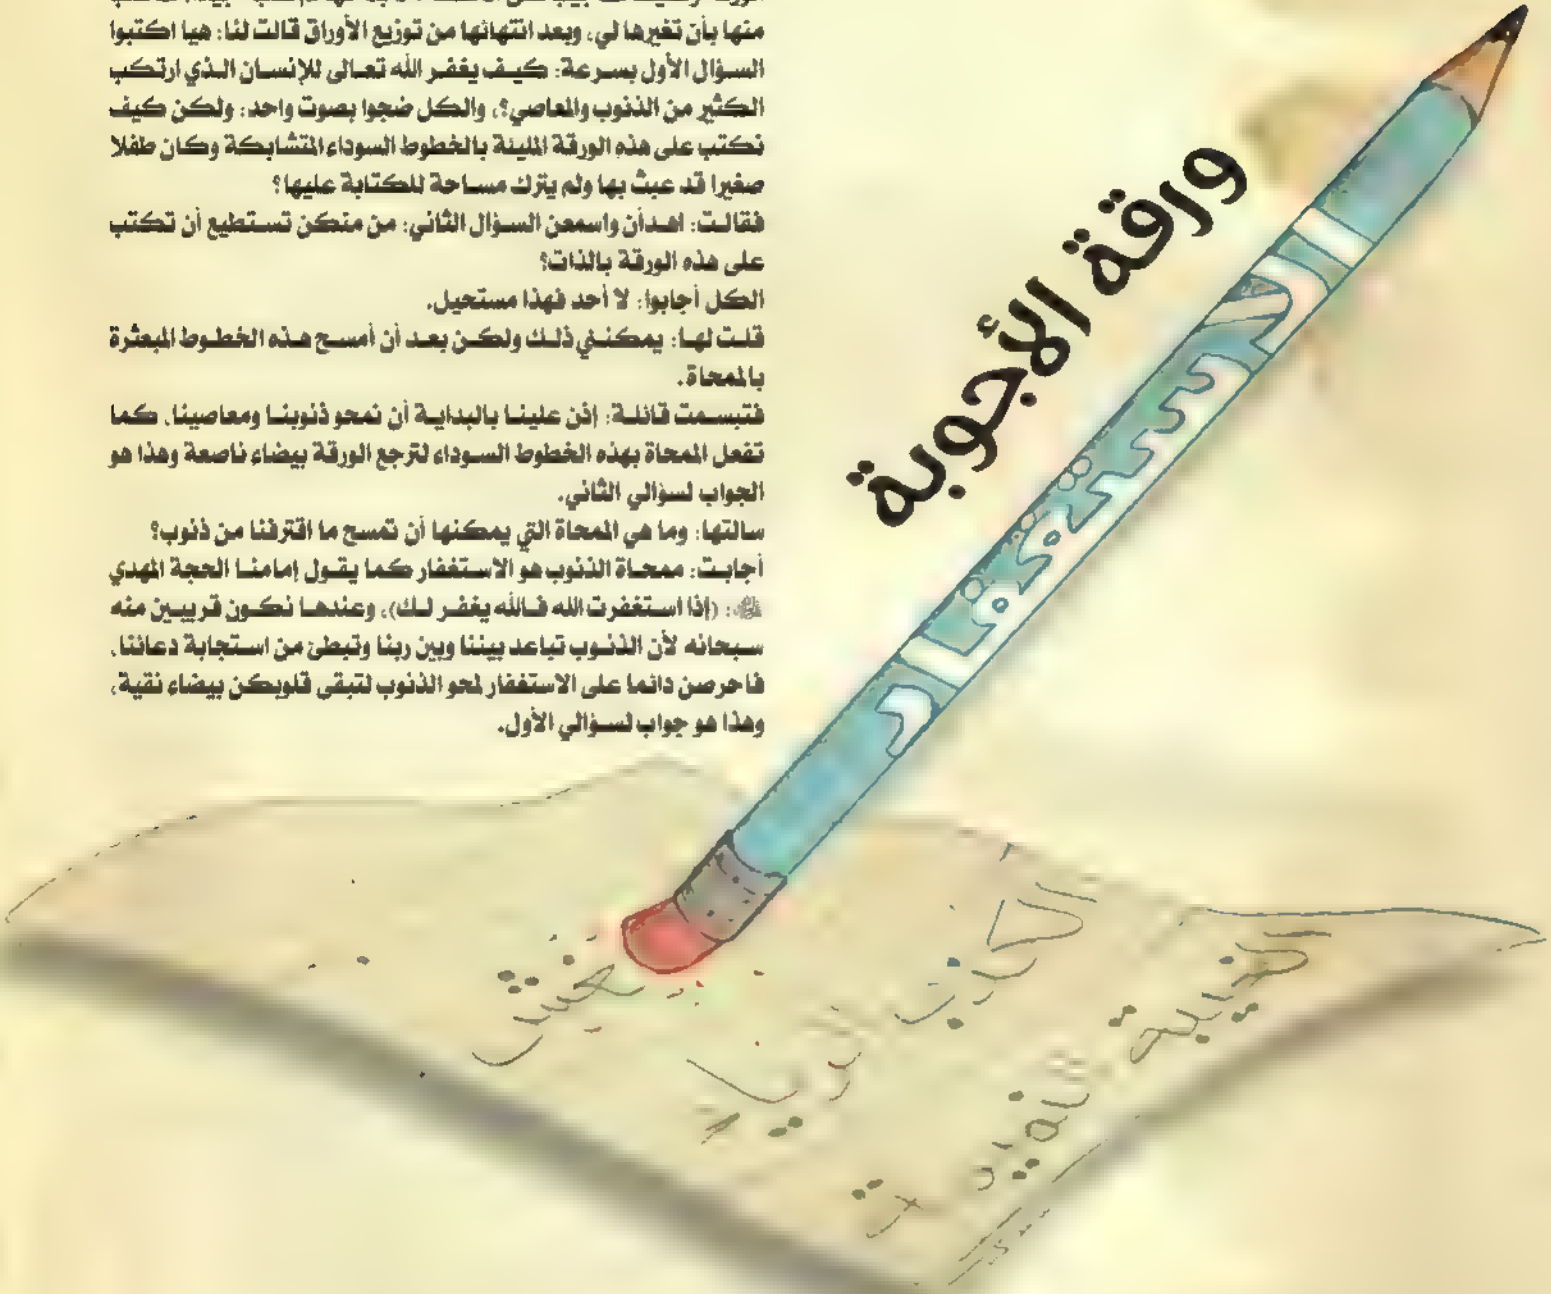 منها بأن تغيرها لي، وبعد انتهائها من توزيع الأوراق قالت لنا: هيا اكتبوا
السؤال الأول بسرعة: كيف يغفر الله تعالى للإنسان الذي ارتكب
الكثير من الذنوب والمعاصي؟، والكل ضجوا بصوت واحد: ولكن كيف
نكتب على هذه الورقة المليئة بالخطوط السوداء المتشابكة وكان طفلا
صغيرا قد عبث بها ولم يترك مساحة للكتابة عليها؟
فقالت: اهدأن واسمعن السؤال الثاني: من منكن تستطيع أن تكتب
على هذه الورقة بالذات؟
الكل أجابوا: لا أحد فهذا مستحيل.
قلت لها: يمكنني ذلك ولكن بعد أن أمسح هذه الخطوط المبعثرة
بالممحاة.
فتبسمت قائلة: إذن علينا بالبداية أن نمحو ذنوبنا ومعاصينا، كما
تفعل الممحاة بهذه الخطوط السوداء لترجع الورقة بيضاء ناصعة وهذا هو
الجواب لسؤالي الثاني.
سالتها: وما هي الممحاة التي يمكنها أن تمسح ما اقترفنا من ذنوب؟
أجابت: ممحاة الذنوب هو الاستغفار كما يقول إمامنا الحجة المهدي
: (إذا استغفرت الله فالله يغفر لك)، وعندها نكون قريبين منه
سبحانه لأن الذنوب تباعد بيننا وبين ربنا وتبطئ من استجابة دعائنا،
فاحرصن دائما على الاستغفار لمحو الذنوب لتبقى قلوبكن بيضاء نقية،
وهذا هو جواب لسؤالي الأول.
ورقة الأجوبة
الاستغفار
الغيبة
الكذب
الرياء